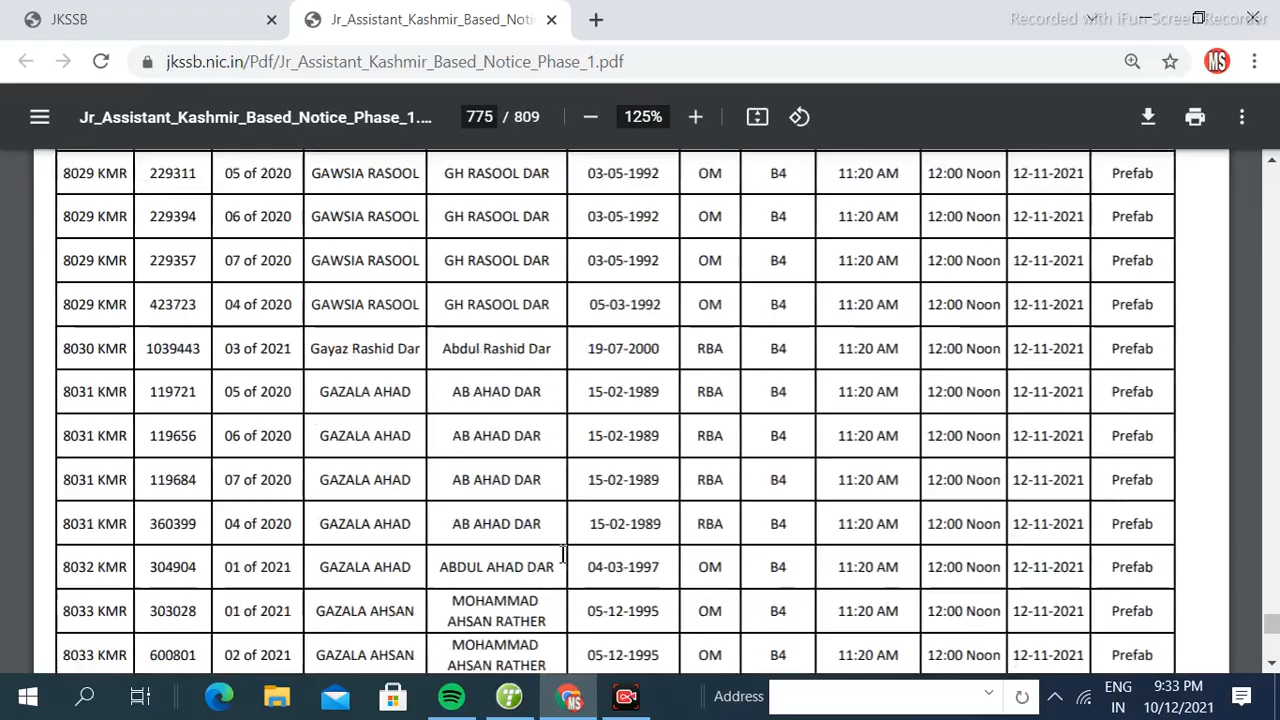 JKSSB
Jr_Assistant_Kashmir_Based_Noti
Recorded with iFun Screen Recorder
jkssb.nic.in/Pdf/Jr_Assistant_Kashmir_Based_Notice_Phase_1.pdf
MS
Jr_Assistant_Kashmir_Based_Notice_Phase_1....
775 / 809
125%
8029 KMR 229311 05 of 2020 GAWSIA RASOOL GH RASOOL DAR 03-05-1992 OM B4 11:20 AM 12:00 Noon 12-11-2021 Prefab
8029 KMR 229394 06 of 2020 GAWSIA RASOOL GH RASOOL DAR 03-05-1992 OM B4 11:20 AM 12:00 Noon 12-11-2021 Prefab
8029 KMR 229357 07 of 2020 GAWSIA RASOOL GH RASOOL DAR 03-05-1992 OM B4 11:20 AM 12:00 Noon 12-11-2021 Prefab
8029 KMR 423723 04 of 2020 GAWSIA RASOOL GH RASOOL DAR 05-03-1992 OM B4 11:20 AM 12:00 Noon 12-11-2021 Prefab
8030 KMR 1039443 03 of 2021 Gayaz Rashid Dar Abdul Rashid Dar 19-07-2000 RBA B4 11:20 AM 12:00 Noon 12-11-2021 Prefab
8031 KMR 119721 05 of 2020 GAZALA AHAD AB AHAD DAR 15-02-1989 RBA B4 11:20 AM 12:00 Noon 12-11-2021 Prefab
8031 KMR 119656 06 of 2020 GAZALA AHAD AB AHAD DAR 15-02-1989 RBA B4 11:20 AM 12:00 Noon 12-11-2021 Prefab
8031 KMR 119684 07 of 2020 GAZALA AHAD AB AHAD DAR 15-02-1989 RBA B4 11:20 AM 12:00 Noon 12-11-2021 Prefab
8031 KMR 360399 04 of 2020 GAZALA AHAD AB AHAD DAR 15-02-1989 RBA B4 11:20 AM 12:00 Noon 12-11-2021 Prefab
8032 KMR 304904 01 of 2021 GAZALA AHAD ABDUL AHAD DAR 04-03-1997 OM B4 11:20 AM 12:00 Noon 12-11-2021 Prefab
8033 KMR 303028 01 of 2021 GAZALA AHSAN MOHAMMAD AHSAN RATHER 05-12-1995 OM B4 11:20 AM 12:00 Noon 12-11-2021 Prefab
8033 KMR 600801 02 of 2021 GAZALA AHSAN MOHAMMAD AHSAN RATHER 05-12-1995 OM B4 11:20 AM 12:00 Noon 12-11-2021 Prefab
MS
Address
ENG
IN
9:33 PM
10/12/2021